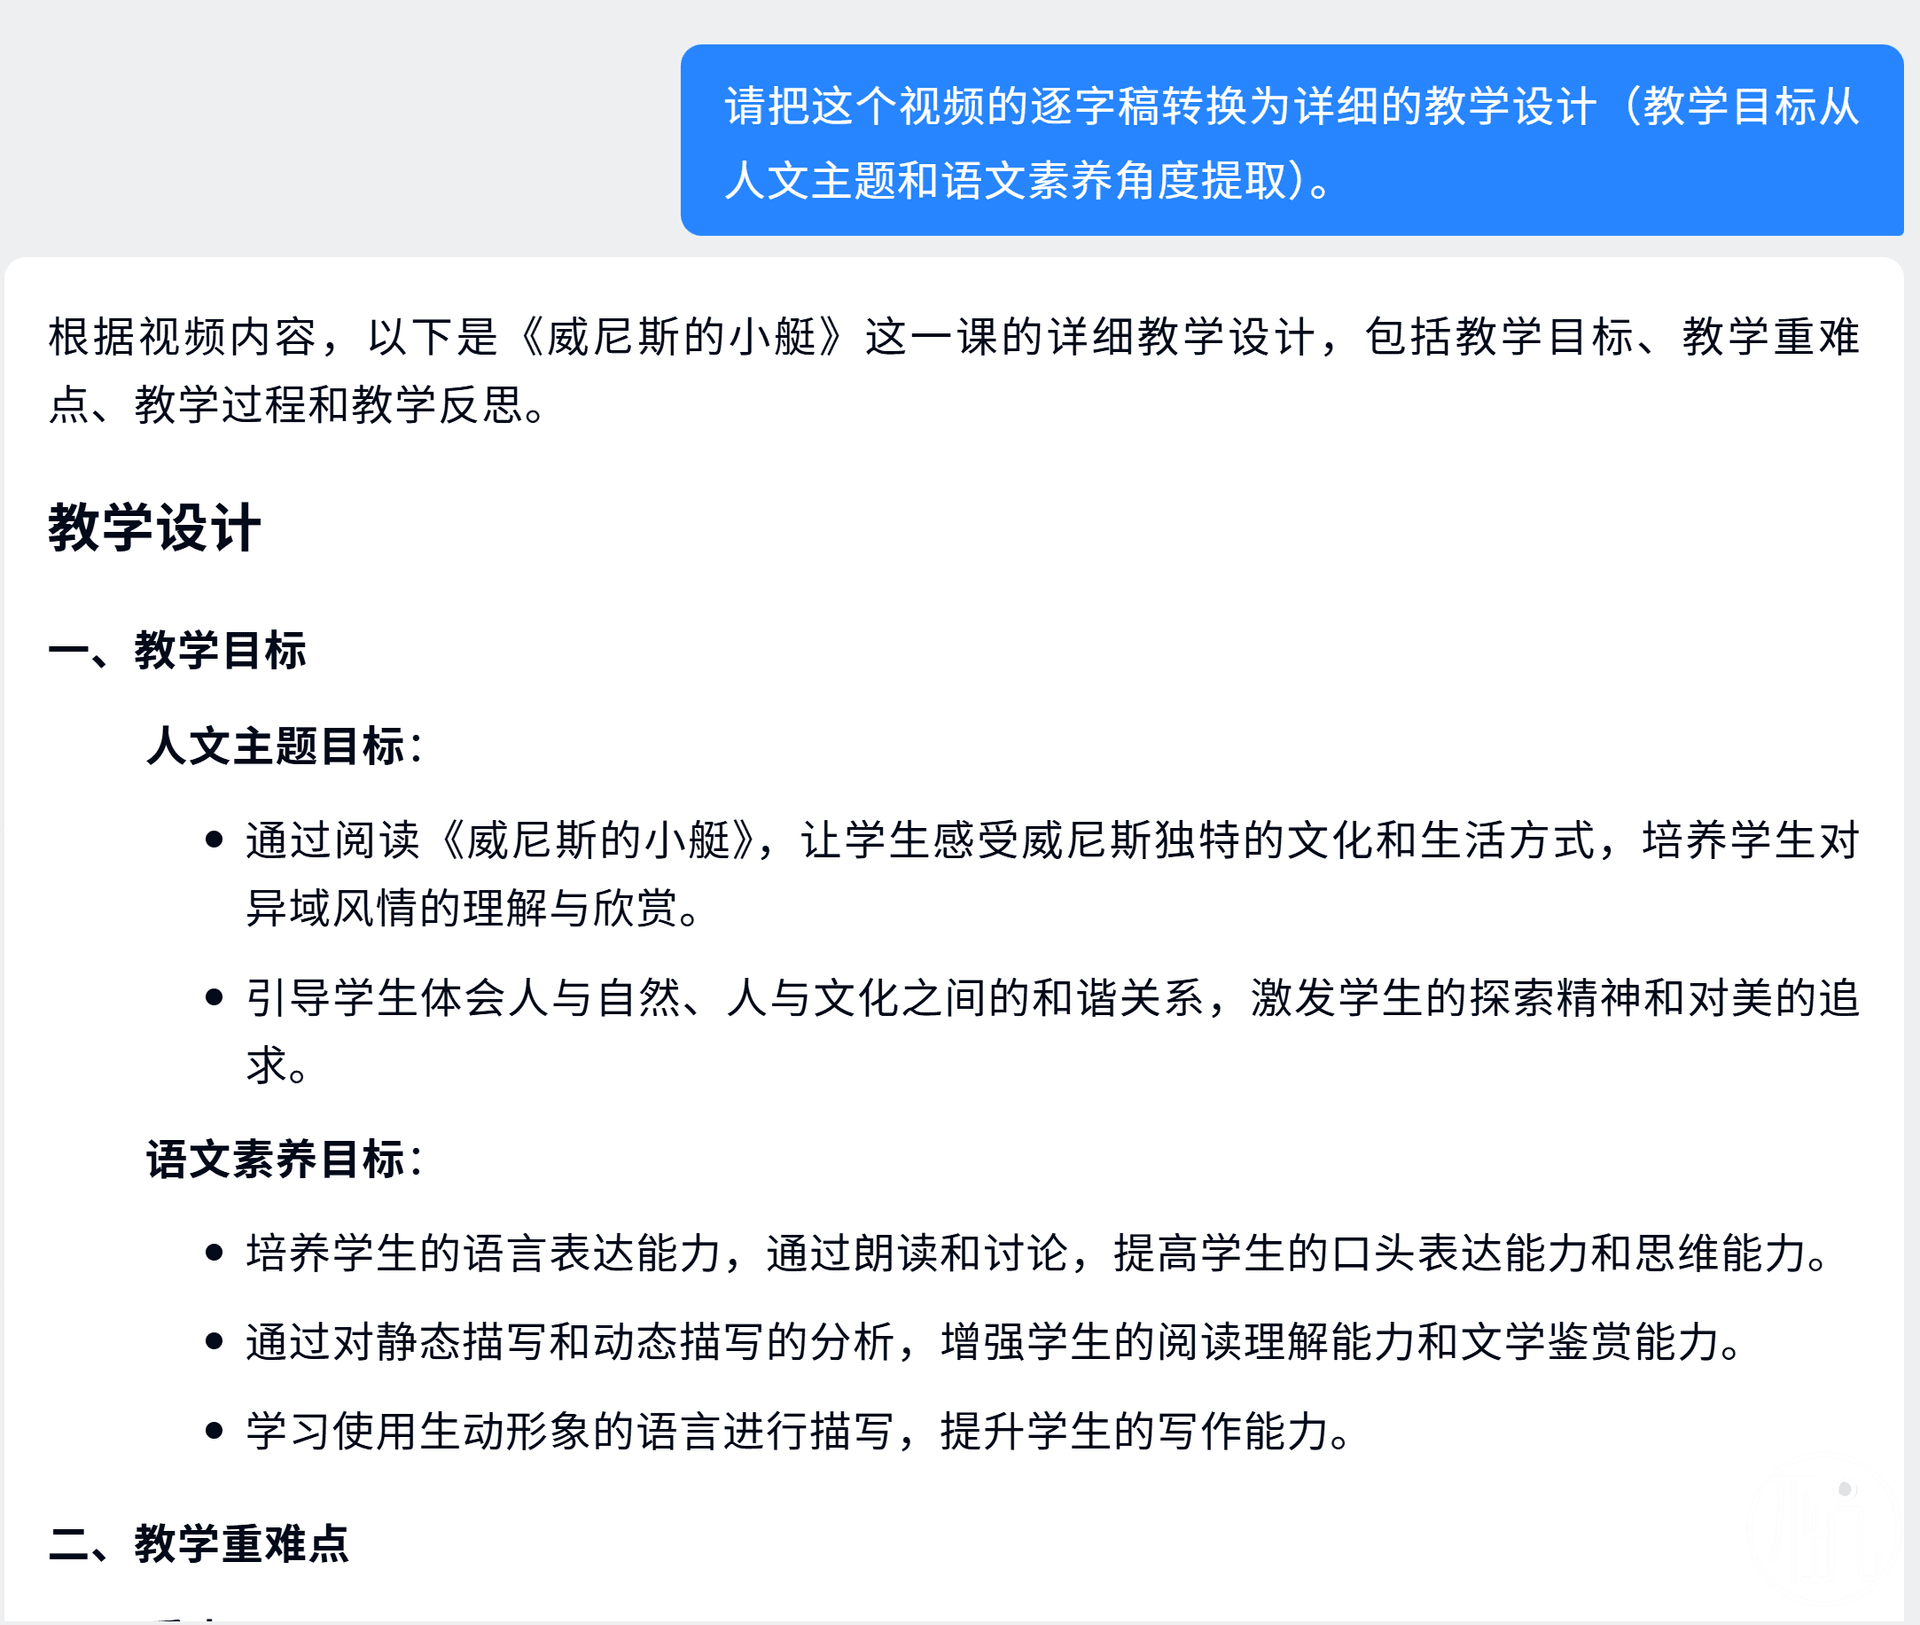 请把这个视频的逐字稿转换为详细的教学设计（教学目标从
人文主题和语文素养角度提取）。
根据视频内容，以下是《威尼斯的小艇》这一课的详细教学设计，包括教学目标、教学重难
点、教学过程和教学反思。
教学设计
一、教学目标
人文主题目标：
通过阅读《威尼斯的小艇》，让学生感受威尼斯独特的文化和生活方式，培养学生对
异域风情的理解与欣赏。
引导学生体会人与自然、人与文化之间的和谐关系，激发学生的探索精神和对美的追
求。
语文素养目标：
培养学生的语言表达能力，通过朗读和讨论，提高学生的口头表达能力和思维能力。
通过对静态描写和动态描写的分析，增强学生的阅读理解能力和文学鉴赏能力。
学习使用生动形象的语言进行描写，提升学生的写作能力。
二、教学重难点